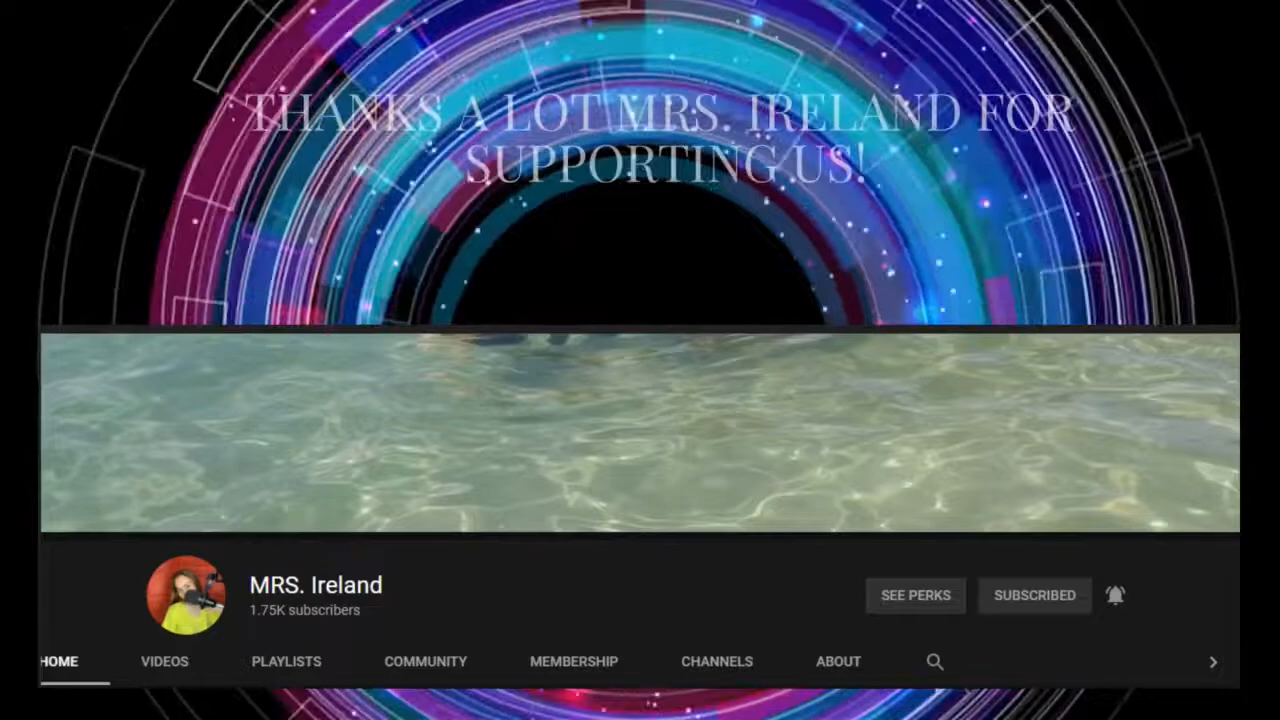 THANKS A LOT MRS. IRELAND FOR
SUPPORTING US!
MRS. Ireland
1.75K subscribers
SEE PERKS
SUBSCRIBED
HOME VIDEOS PLAYLISTS COMMUNITY MEMBERSHIP CHANNELS ABOUT